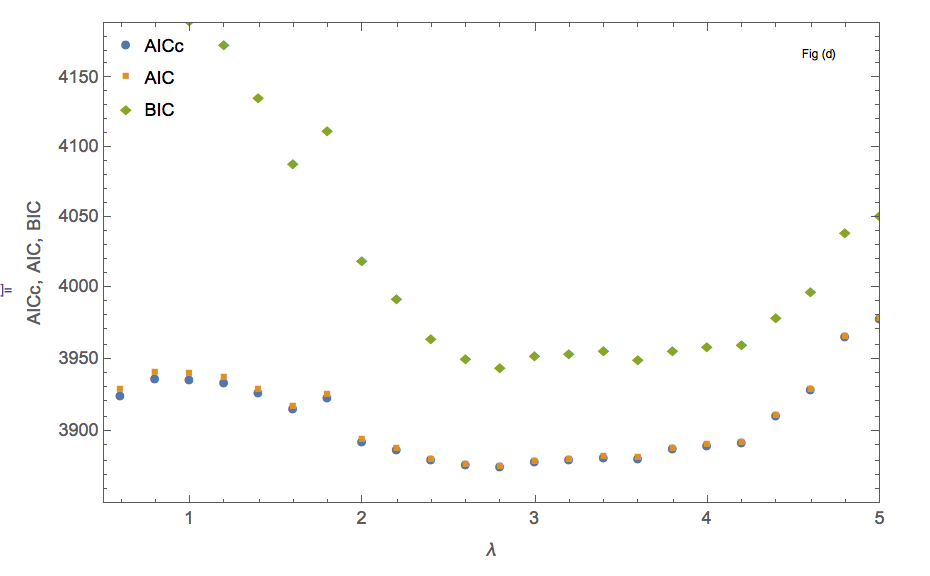 AICc
AIC
BIC
Fig (d)
4150
4100
4050
4000
3950
3900
AICc, AIC, BIC
]=
1 2 3 4 5
λ